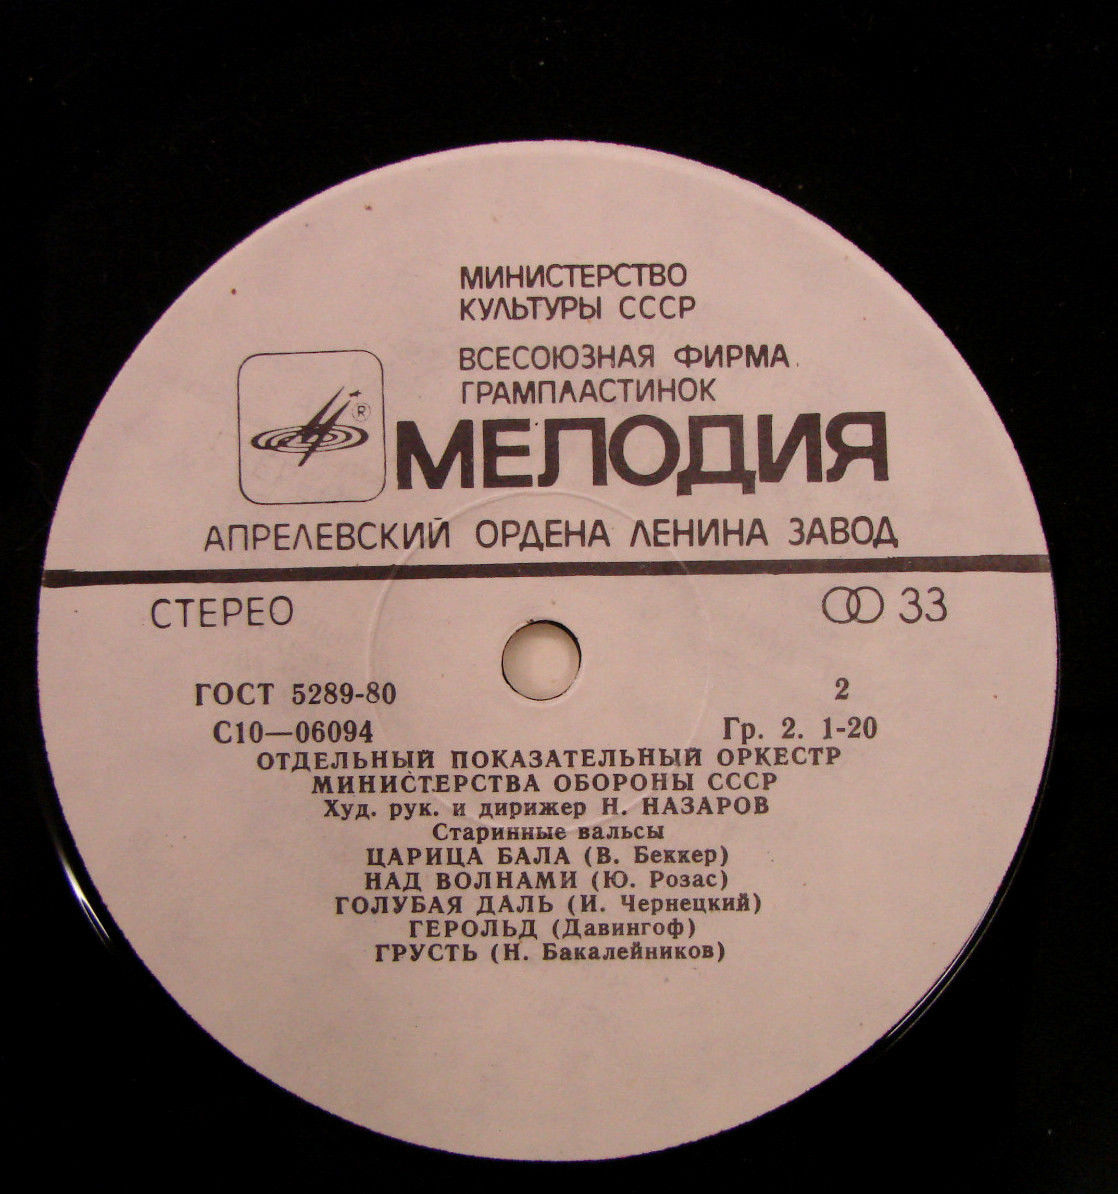 МИНИСТЕРСТВО
КУЛЬТУРЫ СССР
ВСЕСОЮЗНАЯ ФИРМА
ГРАМПЛАСТИНОК
®
МЕЛОДИЯ
АПРЕЛЕВСКИЙ ОРДЕНА ЛЕНИНА ЗАВОД
СТЕРЕО 33
ГОСТ 5289-80 2
С10—06094 Гр. 2. 1-20
ОТДЕЛЬНЫЙ ПОКАЗАТЕЛЬНЫЙ ОРКЕСТР
МИНИСТЕРСТВА ОБОРОНЫ СССР
Худ. рук. и дирижер Н. НАЗАРОВ
Старинные вальсы
ЦАРИЦА БАЛА (В. Беккер)
НАД ВОЛНАМИ (Ю. Розас)
ГОЛУБАЯ ДАЛЬ (И. Чернецкий)
ГЕРОЛЬД (Давингоф)
ГРУСТЬ (Н. Бакалейников)